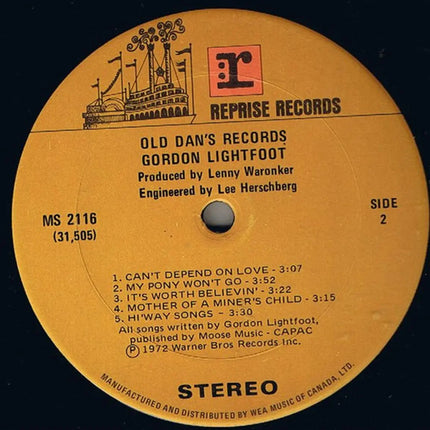 r
REPRISE RECORDS
OLD DAN'S RECORDS
GORDON LIGHTFOOT
Produced by Lenny Waronker
Engineered by Lee Herschberg
MS 2116
(31,505)
SIDE
2
1. CAN'T DEPEND ON LOVE - 3:07
2. MY PONY WON'T GO - 3:52
3. IT'S WORTH BELIEVIN' - 3:22
4. MOTHER OF A MINER'S CHILD - 3:15
5. HI'WAY SONGS - 3:30
All songs written by Gordon Lightfoot,
published by Moose Music - CAPAC
Ⓟ 1972 Warner Bros Records Inc.
STEREO
MANUFACTURED AND DISTRIBUTED BY WEA MUSIC OF CANADA, LTD.